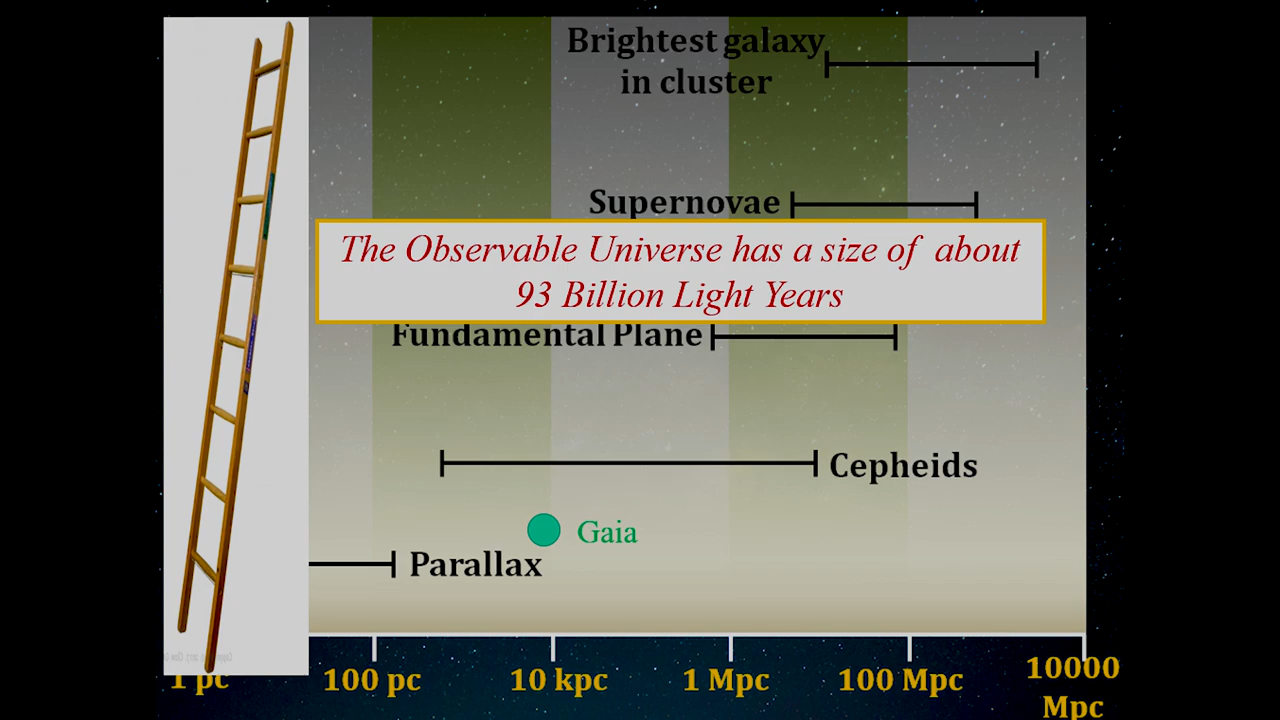 Brightest galaxy
in cluster
Supernovae
The Observable Universe has a size of about
93 Billion Light Years
Fundamental Plane
Cepheids
Gaia
Parallax
1 pc
100 pc
10 kpc
1 Mpc
100 Mpc
10000
Mpc